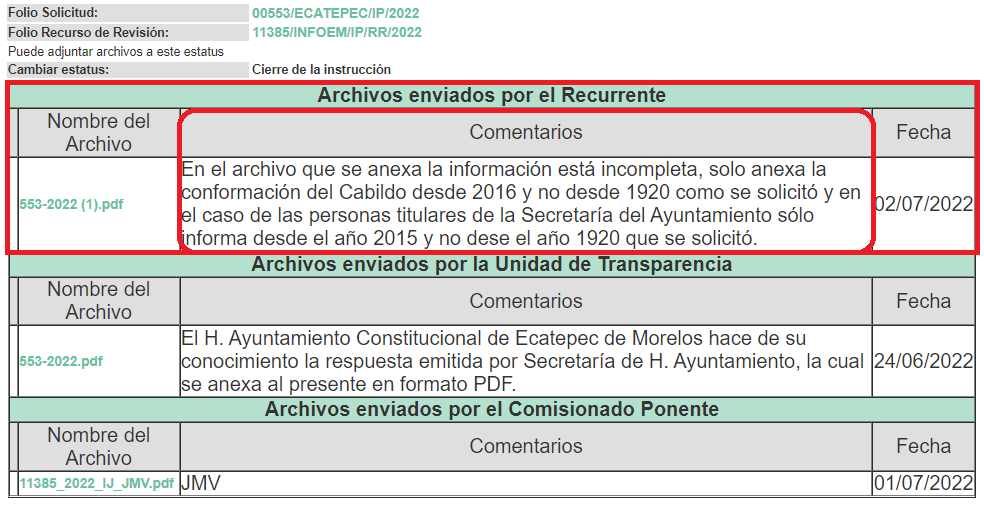 Folio Solicitud: 00553/ECATEPEC/IP/2022
Folio Recurso de Revisión: 11385/INFOEM/IP/RR/2022
Puede adjuntar archivos a este estatus
Cambiar estatus: Cierre de la instrucción
Archivos enviados por el Recurrente
Nombre del Archivo Comentarios Fecha
553-2022 (1).pdf
En el archivo que se anexa la información está incompleta, solo anexa la
conformación del Cabildo desde 2016 y no desde 1920 como se solicitó y en
el caso de las personas titulares de la Secretaría del Ayuntamiento sólo
informa desde el año 2015 y no dese el año 1920 que se solicitó.
02/07/2022
Archivos enviados por la Unidad de Transparencia
Nombre del Archivo Comentarios Fecha
553-2022.pdf
El H. Ayuntamiento Constitucional de Ecatepec de Morelos hace de su
conocimiento la respuesta emitida por Secretaría de H. Ayuntamiento, la cual
se anexa al presente en formato PDF.
24/06/2022
Archivos enviados por el Comisionado Ponente
Nombre del Archivo Comentarios Fecha
11385_2022_IJ_JMV.pdf JMV 01/07/2022